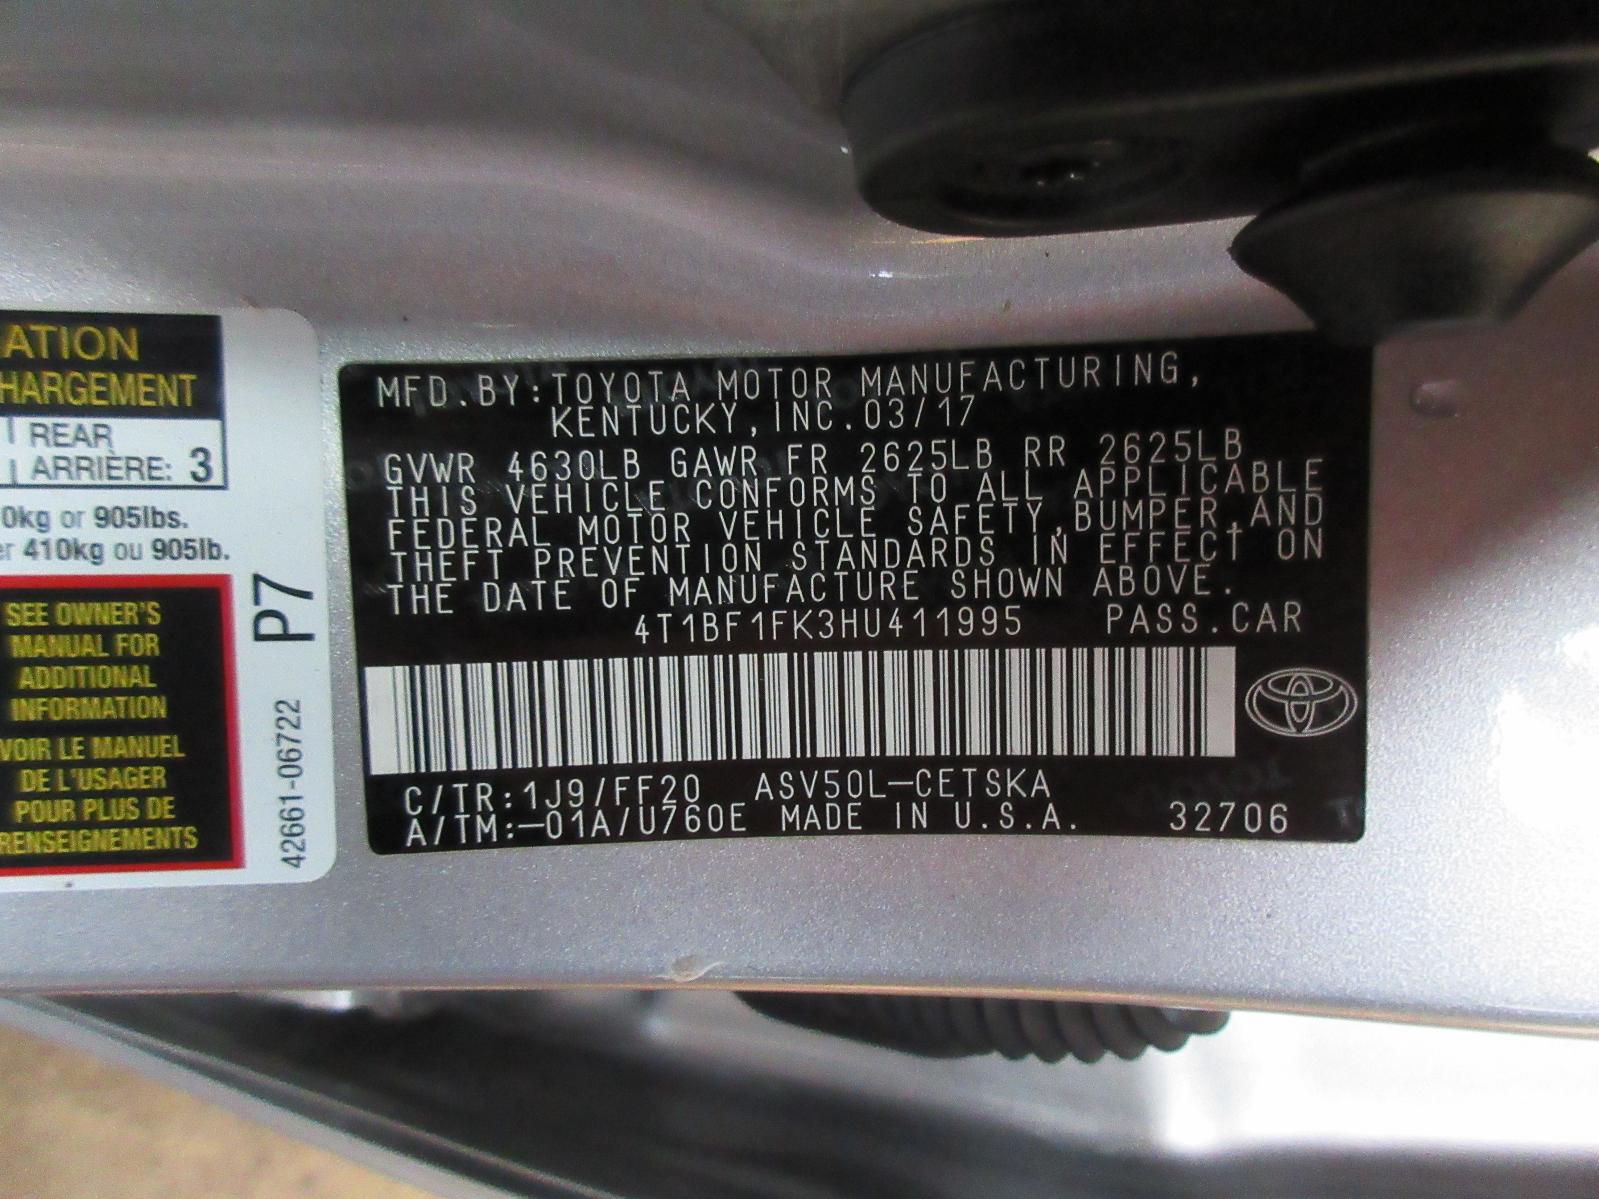 ATION
HARGEMENT
REAR
ARRIÈRE: 3
0kg or 905lbs.
er 410kg ou 905lb.
SEE OWNER'S
MANUAL FOR
ADDITIONAL
INFORMATION
VOIR LE MANUEL
DE L'USAGER
POUR PLUS DE
RENSEIGNEMENTS
P7
42661-06722
MFD.BY:TOYOTA MOTOR MANUFACTURING,
KENTUCKY,INC.03/17
GVWR 4630LB GAWR FR 2625LB RR 2625LB
THIS VEHICLE CONFORMS TO ALL APPLICABLE
FEDERAL MOTOR VEHICLE SAFETY,BUMPER,AND
THEFT PREVENTION STANDARDS IN EFFECT ON
THE DATE OF MANUFACTURE SHOWN ABOVE.
4T1BF1FK3HU411995 PASS.CAR
C/TR:1J9/FF20 ASV50L-CETSKA
A/TM:-01A/U760E MADE IN U.S.A. 32706